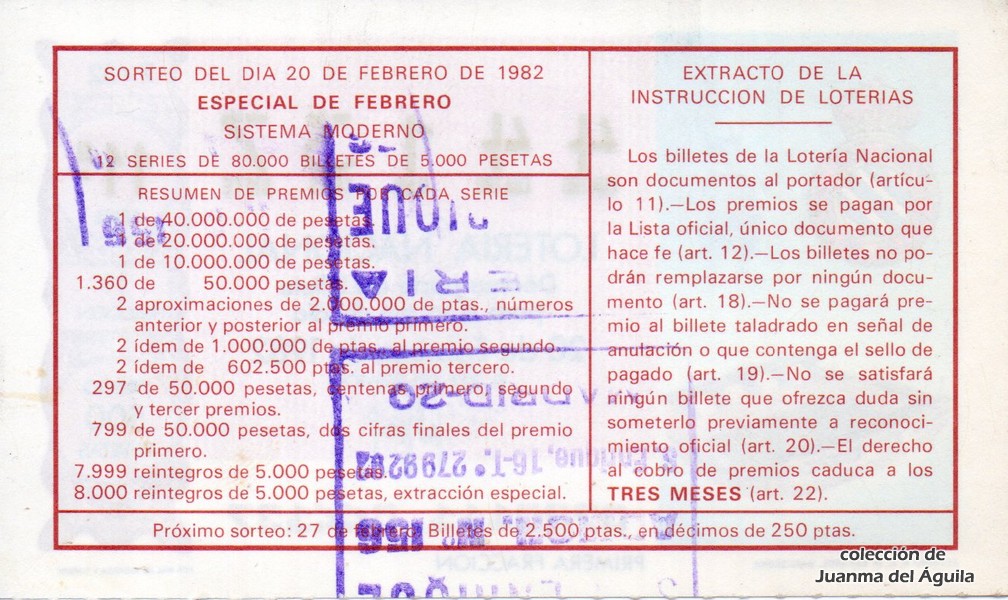 SORTEO DEL DIA 20 DE FEBRERO DE 1982
ESPECIAL DE FEBRERO
SISTEMA MODERNO
12 SERIES DE 80.000 BILLETES DE 5.000 PESETAS
RESUMEN DE PREMIOS POR CADA SERIE
1 de 40.000.000 de pesetas.
1 de 20.000.000 de pesetas.
1 de 10.000.000 de pesetas.
1.360 de 50.000 pesetas.
2 aproximaciones de 2.000.000 de ptas., números
anterior y posterior al premio primero.
2 ídem de 1.000.000 de ptas. al premio segundo.
2 ídem de 602.500 ptas. al premio tercero.
297 de 50.000 pesetas, centenas primero, segundo
y tercer premios.
799 de 50.000 pesetas, dos cifras finales del premio
primero.
7.999 reintegros de 5.000 pesetas.
8.000 reintegros de 5.000 pesetas, extracción especial.
EXTRACTO DE LA
INSTRUCCION DE LOTERIAS
Los billetes de la Lotería Nacional
son documentos al portador (artícu-
lo 11).—Los premios se pagan por
la Lista oficial, único documento que
hace fe (art. 12).—Los billetes no po-
drán remplazarse por ningún docu-
mento (art. 18).—No se pagará pre-
mio al billete taladrado en señal de
anulación o que contenga el sello de
pagado (art. 19).—No se satisfará
ningún billete que ofrezca duda sin
someterlo previamente a reconoci-
miento oficial (art. 20).—El derecho
al cobro de premios caduca a los
TRES MESES (art. 22).
Próximo sorteo: 27 de febrero. Billetes de 2.500 ptas., en décimos de 250 ptas.
156
MADRID-20
Enrique, 16-T.º 2799202
ADMON. Nº 156
PRIMERA FRACCION
colección de
Juanma del Águila